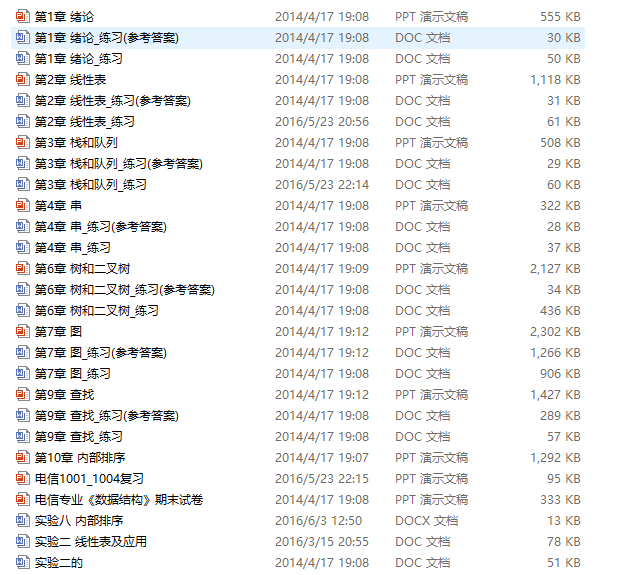 第1章 绪论 2014/4/17 19:08 PPT 演示文稿 555 KB
第1章 绪论_练习(参考答案) 2014/4/17 19:08 DOC 文档 30 KB
第1章 绪论_练习 2014/4/17 19:08 DOC 文档 50 KB
第2章 线性表 2014/4/17 19:08 PPT 演示文稿 1,118 KB
第2章 线性表_练习(参考答案) 2014/4/17 19:08 DOC 文档 31 KB
第2章 线性表_练习 2016/5/23 20:56 DOC 文档 61 KB
第3章 栈和队列 2014/4/17 19:08 PPT 演示文稿 508 KB
第3章 栈和队列_练习(参考答案) 2014/4/17 19:08 DOC 文档 29 KB
第3章 栈和队列_练习 2016/5/23 22:14 DOC 文档 60 KB
第4章 串 2014/4/17 19:08 PPT 演示文稿 322 KB
第4章 串_练习(参考答案) 2014/4/17 19:08 DOC 文档 28 KB
第4章 串_练习 2014/4/17 19:08 DOC 文档 37 KB
第6章 树和二叉树 2014/4/17 19:09 PPT 演示文稿 2,127 KB
第6章 树和二叉树_练习(参考答案) 2014/4/17 19:08 DOC 文档 34 KB
第6章 树和二叉树_练习 2014/4/17 19:08 DOC 文档 436 KB
第7章 图 2014/4/17 19:12 PPT 演示文稿 2,302 KB
第7章 图_练习(参考答案) 2014/4/17 19:12 DOC 文档 1,266 KB
第7章 图_练习 2014/4/17 19:08 DOC 文档 906 KB
第9章 查找 2014/4/17 19:12 PPT 演示文稿 1,427 KB
第9章 查找_练习(参考答案) 2014/4/17 19:08 DOC 文档 289 KB
第9章 查找_练习 2014/4/17 19:08 DOC 文档 57 KB
第10章 内部排序 2014/4/17 19:07 PPT 演示文稿 1,292 KB
电信1001_1004复习 2016/5/23 22:15 PPT 演示文稿 95 KB
电信专业《数据结构》期末试卷 2014/4/17 19:08 PPT 演示文稿 333 KB
实验八 内部排序 2016/6/3 12:50 DOCX 文档 13 KB
实验二 线性表及应用 2016/3/15 20:55 DOC 文档 78 KB
实验二的 2014/4/17 19:08 DOC 文档 51 KB